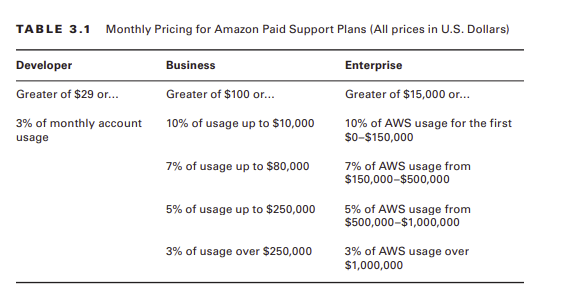 TABLE 3.1 Monthly Pricing for Amazon Paid Support Plans (All prices in U.S. Dollars)
Developer Business Enterprise
Greater of $29 or... Greater of $100 or... Greater of $15,000 or...
3% of monthly account 10% of usage up to $10,000 10% of AWS usage for the first
usage $0–$150,000
7% of usage up to $80,000 7% of AWS usage from
$150,000–$500,000
5% of usage up to $250,000 5% of AWS usage from
$500,000–$1,000,000
3% of usage over $250,000 3% of AWS usage over
$1,000,000